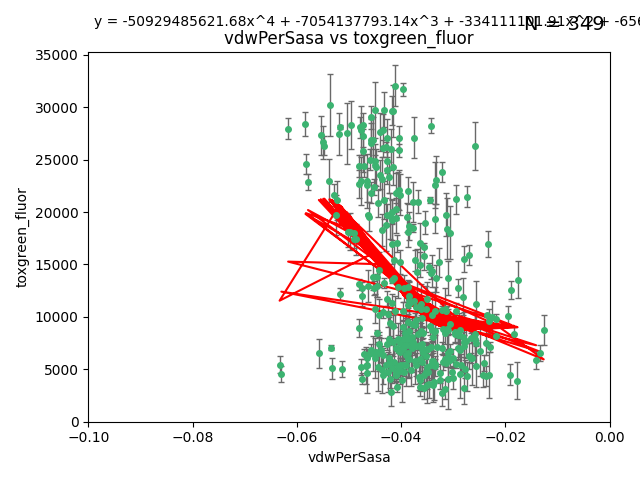 y = -50929485621.68x^4 + -7054137793.14x^3 +
N = 349
vdwPerSasa vs toxgreen_fluor
35000
30000
25000
20000
15000
10000
5000
0
toxgreen_fluor
−0.10
−0.08
−0.06
−0.04
−0.02
0.00
vdwPerSasa